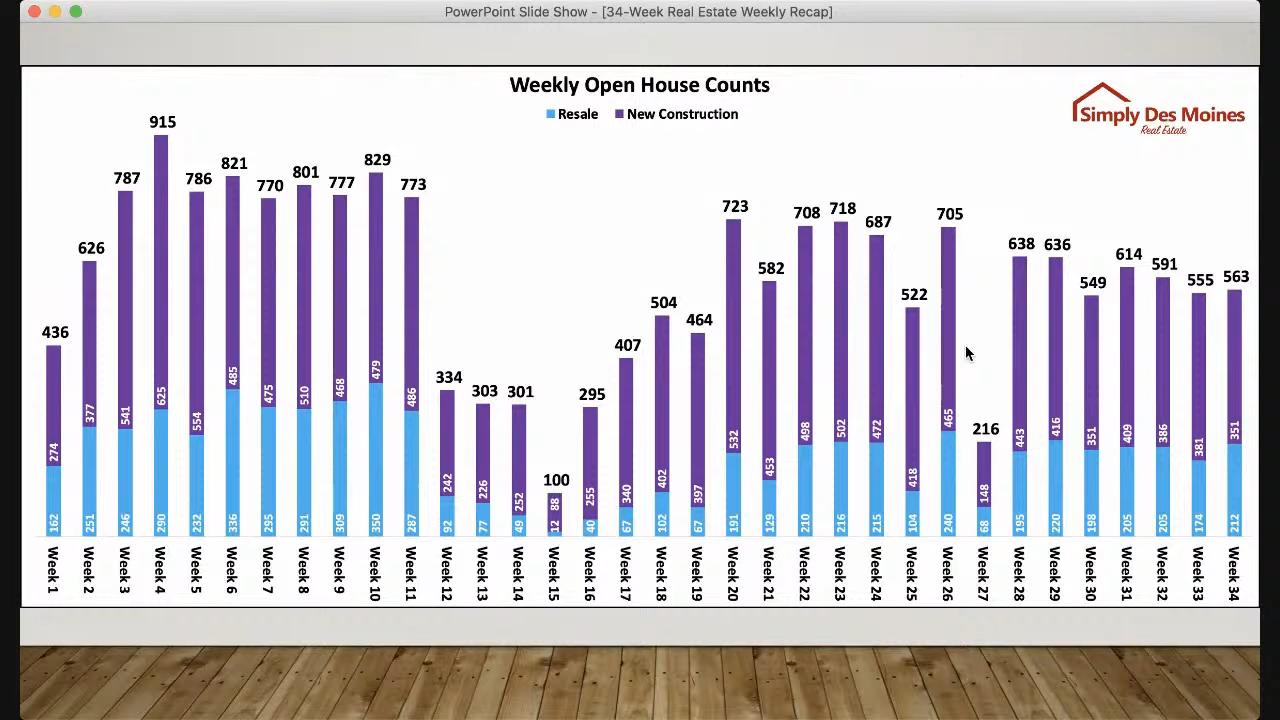 PowerPoint Slide Show - [34-Week Real Estate Weekly Recap]
Weekly Open House Counts
Resale New Construction
Simply Des Moines
Real Estate
436 626 787 915 786 821 770 801 777 829 773 334 303 301 100 295 407 504 464 723 582 708 718 687 522 705 216 638 636 549 614 591 555 563
274 377 541 625 554 485 475 510 468 479 486 242 226 252 88 255 340 402 397 532 453 498 502 472 418 465 148 443 416 351 409 386 381 351
162 251 246 290 232 336 295 291 309 350 287 92 77 49 12 40 67 102 67 191 129 210 216 215 104 240 68 195 220 198 205 205 174 212
Week 1 Week 2 Week 3 Week 4 Week 5 Week 6 Week 7 Week 8 Week 9 Week 10 Week 11 Week 12 Week 13 Week 14 Week 15 Week 16 Week 17 Week 18 Week 19 Week 20 Week 21 Week 22 Week 23 Week 24 Week 25 Week 26 Week 27 Week 28 Week 29 Week 30 Week 31 Week 32 Week 33 Week 34